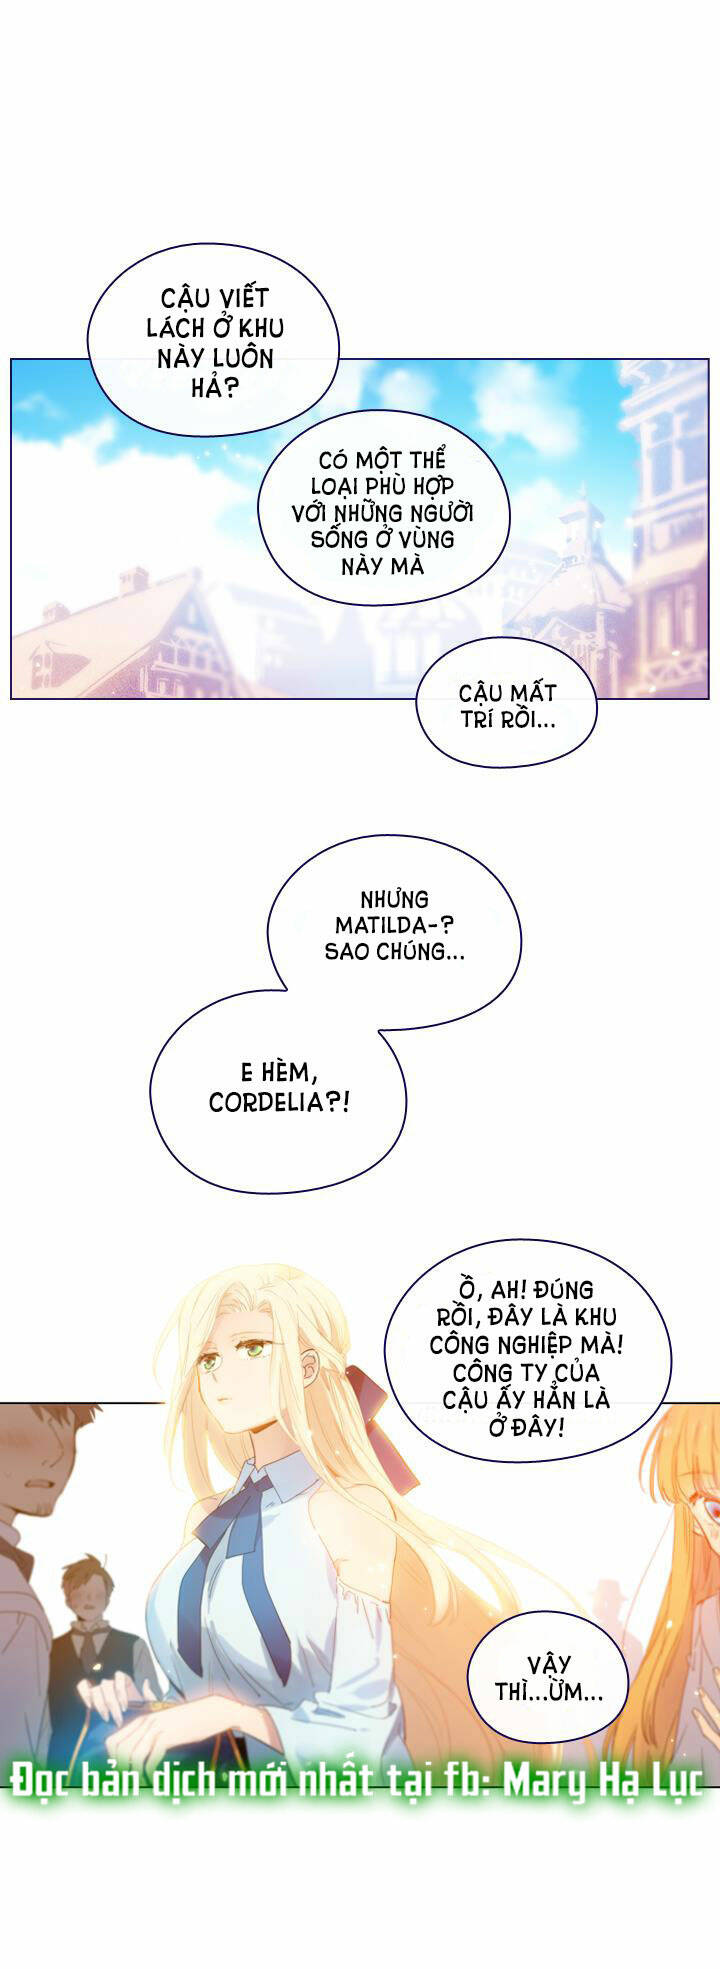 CẬU VIẾT
LÁCH Ở KHU
NÀY LUÔN
HẢ?
CÓ MỘT THỂ
LOẠI PHÙ HỢP
VỚI NHỮNG NGƯỜI
SỐNG Ở VÙNG
NÀY MÀ
CẬU MẤT
TRÍ RỒI...
NHƯNG
MATILDA-?
SAO CHÚNG...
E HÈM,
CORDELIA?!
Ồ, AH! ĐÚNG
RỒI, ĐÂY LÀ KHU
CÔNG NGHIỆP MÀ!
CÔNG TY CỦA
CẬU ẤY HẲN LÀ
Ở ĐÂY!
VẬY
THÌ...ỪM...
Đọc bản dịch mới nhất tại fb: Mary Hạ Lục